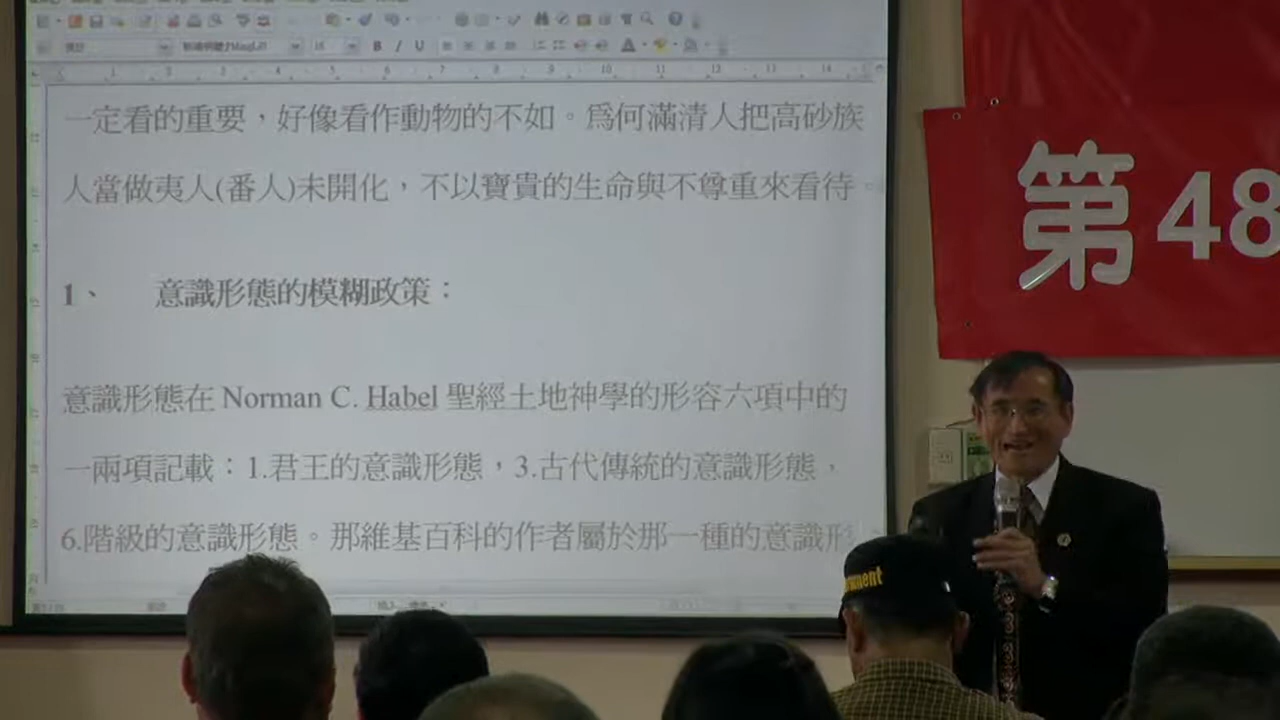 一定看的重要，好像看作動物的不如。爲何滿清人把高砂族
人當做夷人(番人)未開化，不以寶貴的生命與不尊重來看待。
1、 意識形態的模糊政策：
意識形態在 Norman C. Habel 聖經土地神學的形容六項中的
一兩項記載：1.君王的意識形態，3.古代傳統的意識形態，
6.階級的意識形態。那維基百科的作者屬於那一種的意識形
第 48